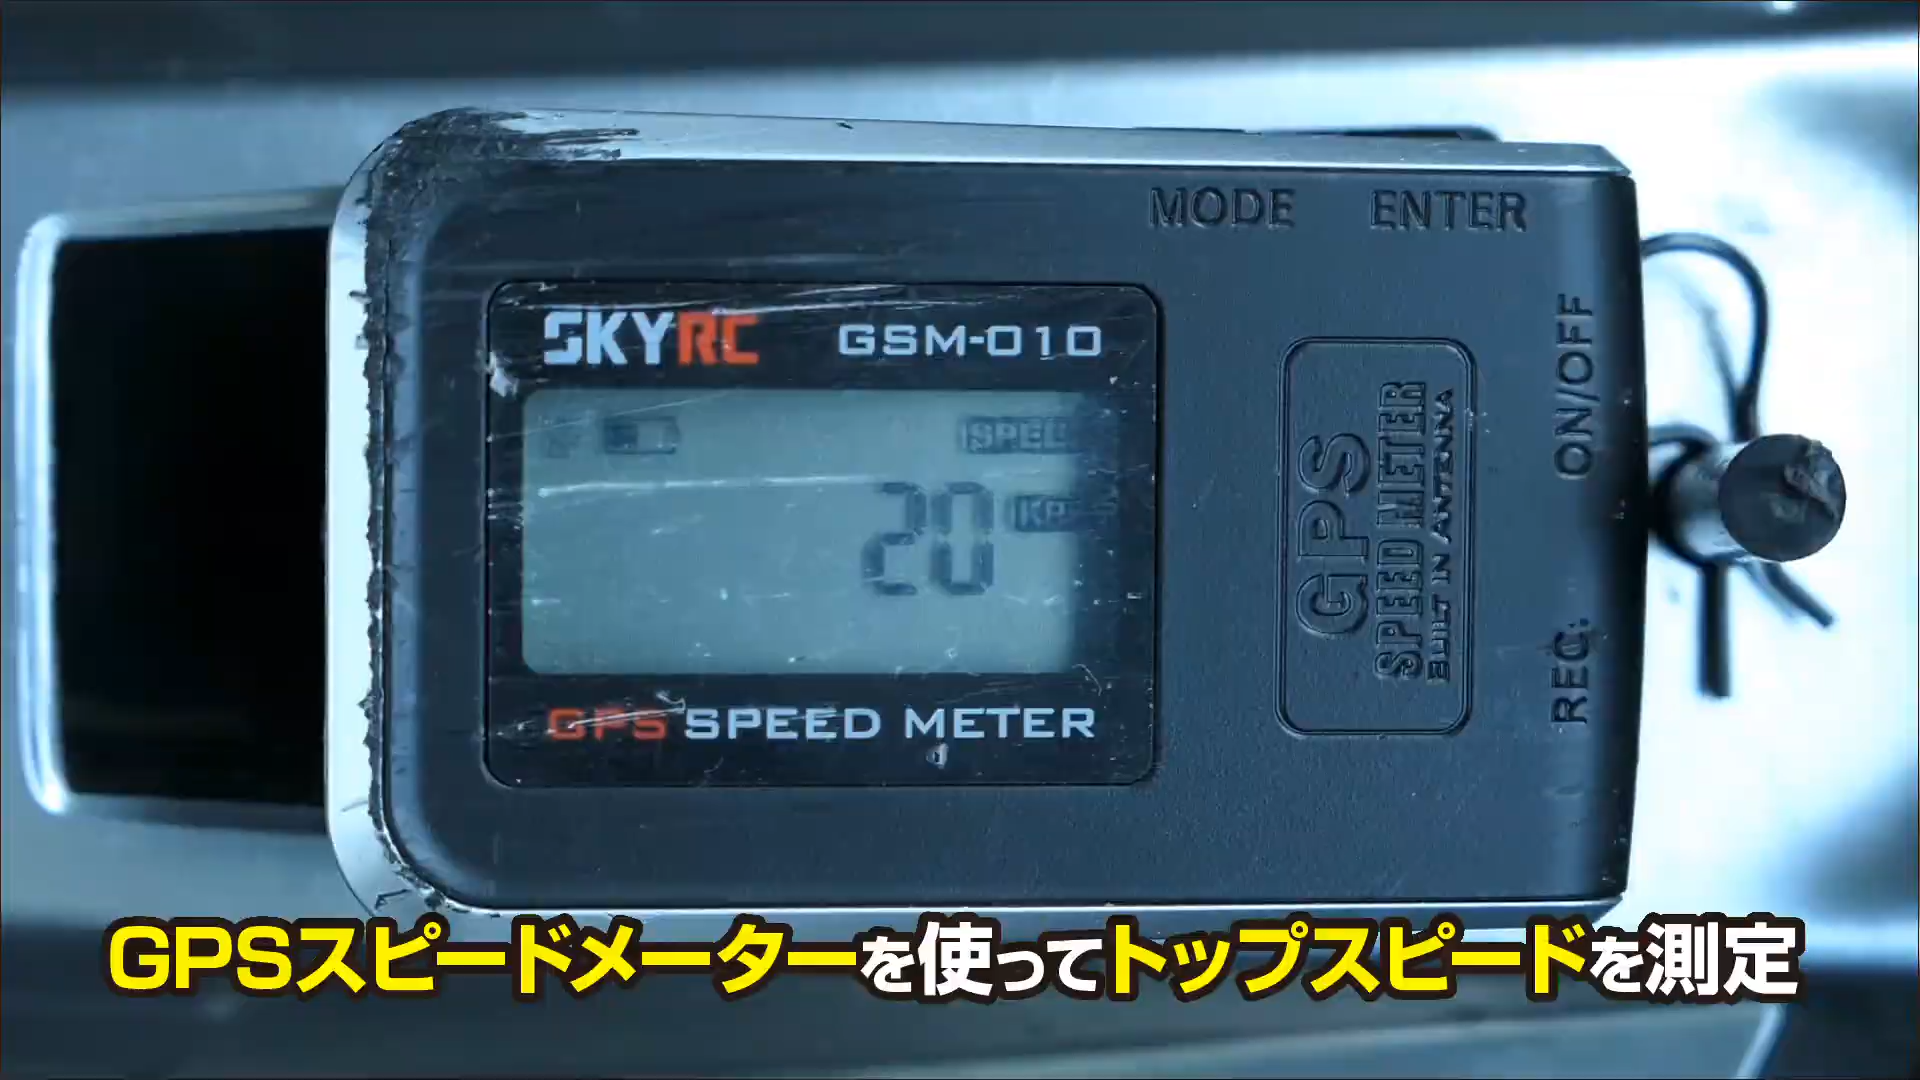 MODE ENTER
SKYRC GSM-010
SPEED
20 KPH
GPS SPEED METER
GPS
SPEED METER
BUILT IN ANTENNA
ON/OFF
REC.
GPSスピードメーターを使ってトップスピードを測定